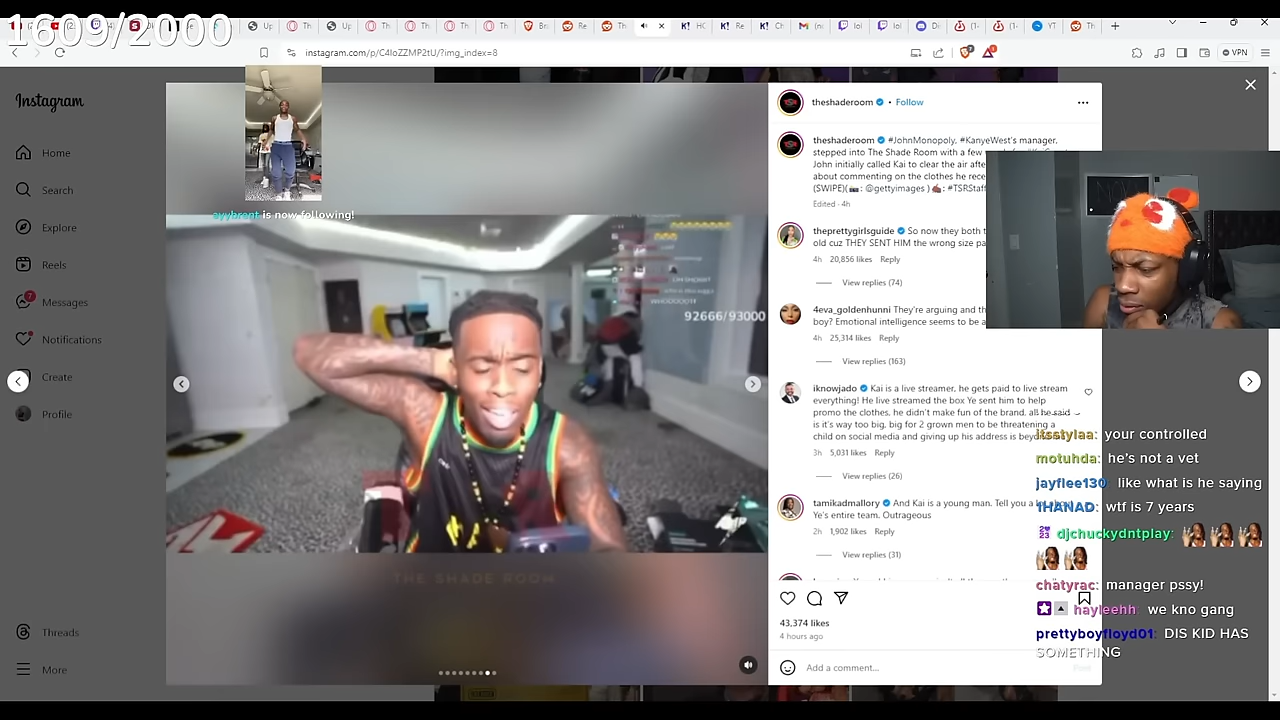 1609/2000
instagram.com/p/C4IoZZMP2tU/?img_index=8
VPN
Instagram
Home
Search
Explore
Reels
7
Messages
Notifications
Create
Profile
Threads
More
ayybrent is now following!
92666/93000
THE SHADE ROOM
theshaderoom • Follow
theshaderoom #JohnMonopoly, #KanyeWest's manager,
stepped into The Shade Room with a few
John initially called Kai to clear the air
about commenting on the clothes he
(SWIPE)( : @gettyimages ) : #TSRStaff
Edited · 4h
theprettygirlsguide So now they both
old cuz THEY SENT HIM the wrong size
4h 20,856 likes Reply
View replies (74)
4eva_goldenhunni They're arguing and
boy? Emotional intelligence seems to be
4h 25,314 likes Reply
View replies (163)
iknowjado Kai is a live streamer, he gets paid to live stream
everything! He live streamed the box Ye sent him to help
promo the clothes, he didn't make fun of the brand, all he said
is it's way too big, big for 2 grown men to be threatening a
child on social media and giving up his address is
3h 5,031 likes Reply
View replies (26)
tamikadmallory And Kai is a young man. Tell you a
Ye's entire team. Outrageous
2h 1,902 likes Reply
View replies (31)
43,374 likes
4 hours ago
Add a comment...
Post
itsstylaa: your controlled
motuhda: he's not a vet
jayflee130: like what is he saying
1HANAD: wtf is 7 years
djchuckydntplay:
chatyrac: manager pssy!
hayleehh: we kno gang
prettyboyfloyd01: DIS KID HAS
SOMETHING